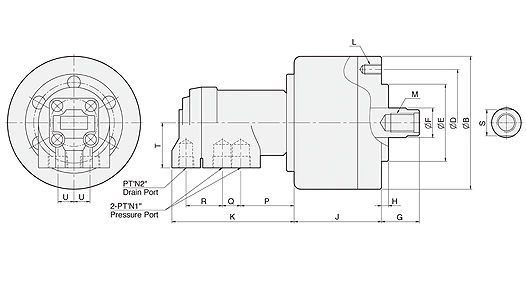 L
M
ØF
ØE
ØD
ØB
S
T
PT'N2"
Drain Port
2-PT'N1"
Pressure Port
U U
R Q P
H
K J G